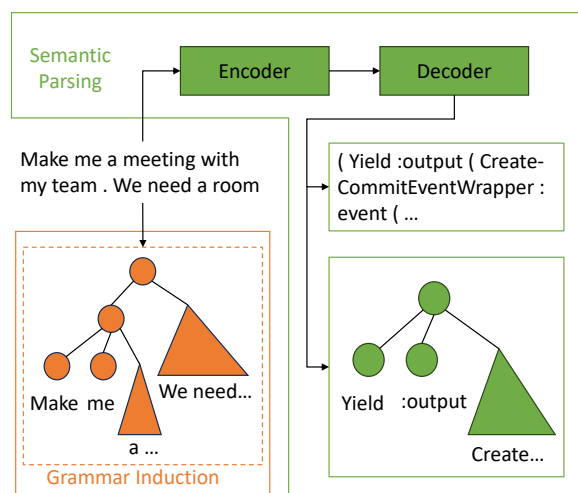 Semantic
Parsing
Encoder
Decoder
Make me a meeting with
my team . We need a room
( Yield :output ( Create-
CommitEventWrapper :
event ( …
Make me
a …
We need…
Grammar Induction
Yield
:output
Create…